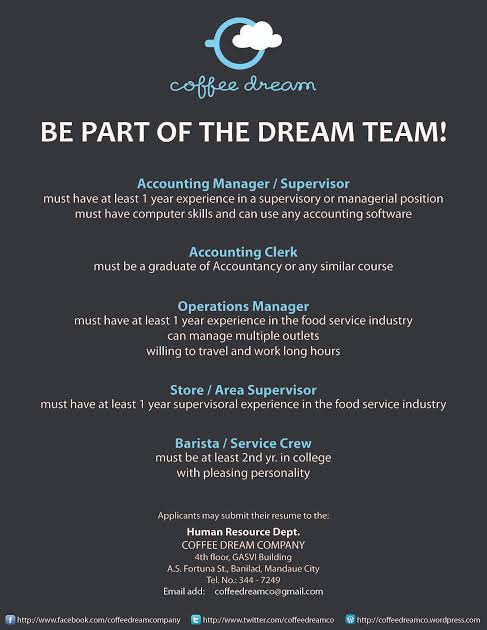 coffee dream
BE PART OF THE DREAM TEAM!
Accounting Manager / Supervisor
must have at least 1 year experience in a supervisory or managerial position
must have computer skills and can use any accounting software
Accounting Clerk
must be a graduate of Accountancy or any similar course
Operations Manager
must have at least 1 year experience in the food service industry
can manage multiple outlets
willing to travel and work long hours
Store / Area Supervisor
must have at least 1 year supervisoral experience in the food service industry
Barista / Service Crew
must be at least 2nd yr. in college
with pleasing personality
Applicants may submit their resume to the:
Human Resource Dept.
COFFEE DREAM COMPANY
4th floor, GASVI Building
A.S. Fortuna St., Banilad, Mandaue City
Tel. No.: 344 - 7249
Email add: coffeedreamco@gmail.com
http://www.facebook.com/coffeedreamcompany http://www.twitter.com/coffeedreamco http://coffeedreamco.wordpress.com